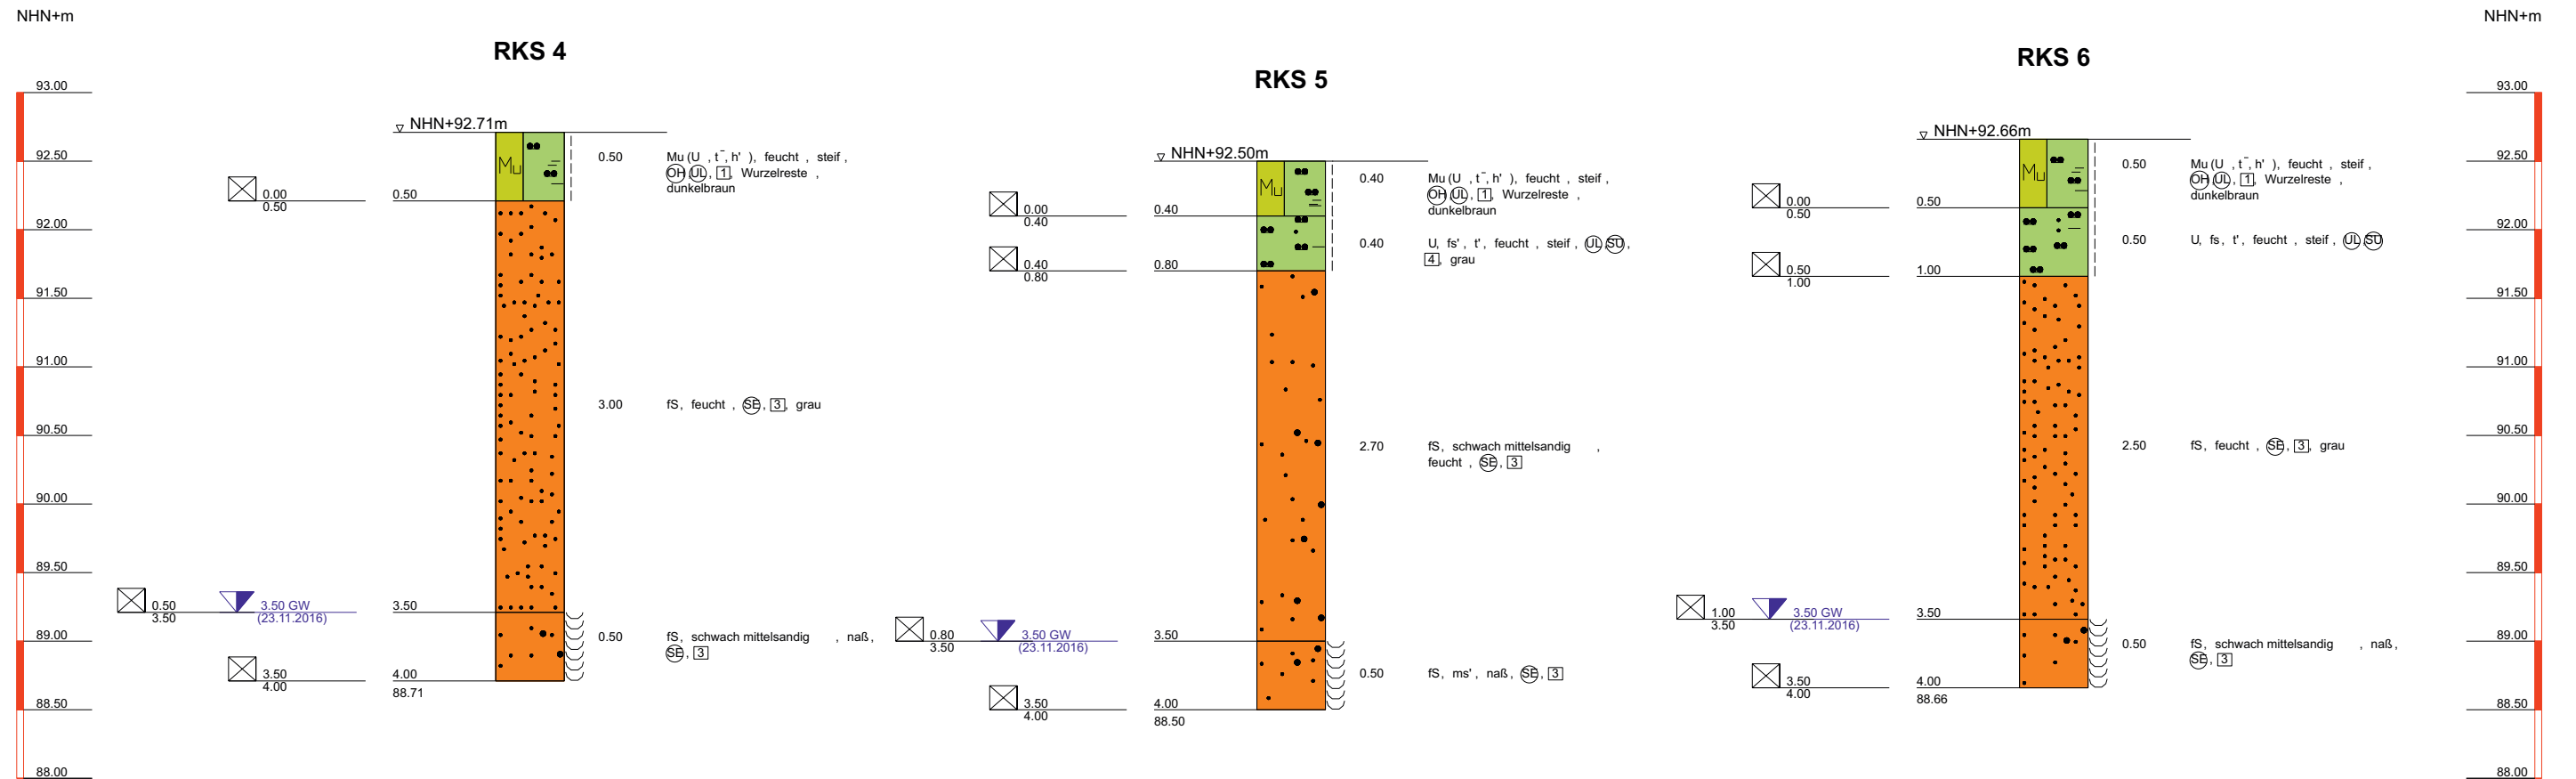 NHN+m
NHN+m
RKS 4
RKS 5
RKS 6
93.00
92.50
92.00
91.50
91.00
90.50
90.00
89.50
89.00
88.50
88.00
NHN+92.71m
Mu
0.00
0.50
0.50
0.50
Mu (U , t¯, h' ), feucht , steif ,
OH UL, 1, Wurzelreste ,
dunkelbraun
3.00
fS, feucht , SE, 3, grau
0.50
3.50
3.50 GW
(23.11.2016)
3.50
0.50
fS, schwach mittelsandig , naß,
SE, 3
3.50
4.00
4.00
88.71
NHN+92.50m
Mu
0.00
0.40
0.40
0.40
Mu (U , t¯, h' ), feucht , steif ,
OH UL, 1, Wurzelreste ,
dunkelbraun
0.40
0.80
0.80
0.40
U, fs', t', feucht , steif , UL SU̅,
4, grau
2.70
fS, schwach mittelsandig ,
feucht , SE, 3
0.80
3.50
3.50 GW
(23.11.2016)
3.50
0.50
fS, ms', naß, SE, 3
3.50
4.00
4.00
88.50
NHN+92.66m
Mu
0.00
0.50
0.50
0.50
Mu (U , t¯, h' ), feucht , steif ,
OH UL, 1, Wurzelreste ,
dunkelbraun
0.50
1.00
1.00
0.50
U, fs, t', feucht , steif , UL SU̅
2.50
fS, feucht , SE, 3, grau
1.00
3.50
3.50 GW
(23.11.2016)
3.50
0.50
fS, schwach mittelsandig , naß,
SE, 3
3.50
4.00
4.00
88.66
93.00
92.50
92.00
91.50
91.00
90.50
90.00
89.50
89.00
88.50
88.00